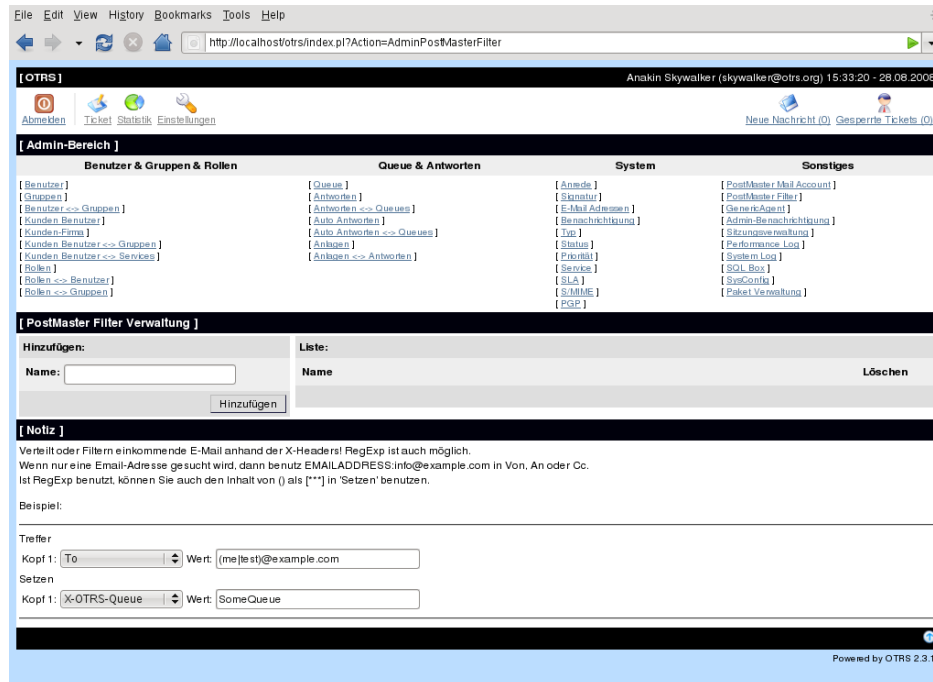 File Edit View History Bookmarks Tools Help
http://localhost/otrs/index.pl?Action=AdminPostMasterFilter
[ OTRS ] Anakin Skywalker (skywalker@otrs.org) 15:33:20 - 28.08.2008
Abmelden Ticket Statistik Einstellungen Neue Nachricht (0) Gesperrte Tickets (0)
[ Admin-Bereich ]
Benutzer & Gruppen & Rollen Queue & Antworten System Sonstiges
[ Benutzer ] [ Queue ] [ Anrede ] [ PostMaster Mail Account ]
[ Gruppen ] [ Antworten ] [ Signatur ] [ PostMaster Filter ]
[ Benutzer <-> Gruppen ] [ Antworten <-> Queues ] [ E-Mail Adressen ] [ GenericAgent ]
[ Kunden Benutzer ] [ Auto Antworten ] [ Benachrichtigung ] [ Admin-Benachrichtigung ]
[ Kunden-Firma ] [ Auto Antworten <-> Queues ] [ Typ ] [ Sitzungsverwaltung ]
[ Kunden Benutzer <-> Gruppen ] [ Anlagen ] [ Status ] [ Performance Log ]
[ Kunden Benutzer <-> Services ] [ Anlagen <-> Antworten ] [ Priorität ] [ System Log ]
[ Rollen ] [ Service ] [ SQL Box ]
[ Rollen <-> Benutzer ] [ SLA ] [ SysConfig ]
[ Rollen <-> Gruppen ] [ S/MIME ] [ Paket Verwaltung ]
[ PGP ]
[ PostMaster Filter Verwaltung ]
Hinzufügen: Liste:
Name: Name Löschen
Hinzufügen
[ Notiz ]
Verteilt oder Filtern einkommende E-Mail anhand der X-Headers! RegExp ist auch möglich.
Wenn nur eine Email-Adresse gesucht wird, dann benutz EMAILADDRESS:info@example.com in Von, An oder Cc.
Ist RegExp benutzt, können Sie auch den Inhalt von () als [***] in 'Setzen' benutzen.
Beispiel:
Treffer
Kopf 1: To Wert: (me|test)@example.com
Setzen
Kopf 1: X-OTRS-Queue Wert: SomeQueue
Powered by OTRS 2.3.1